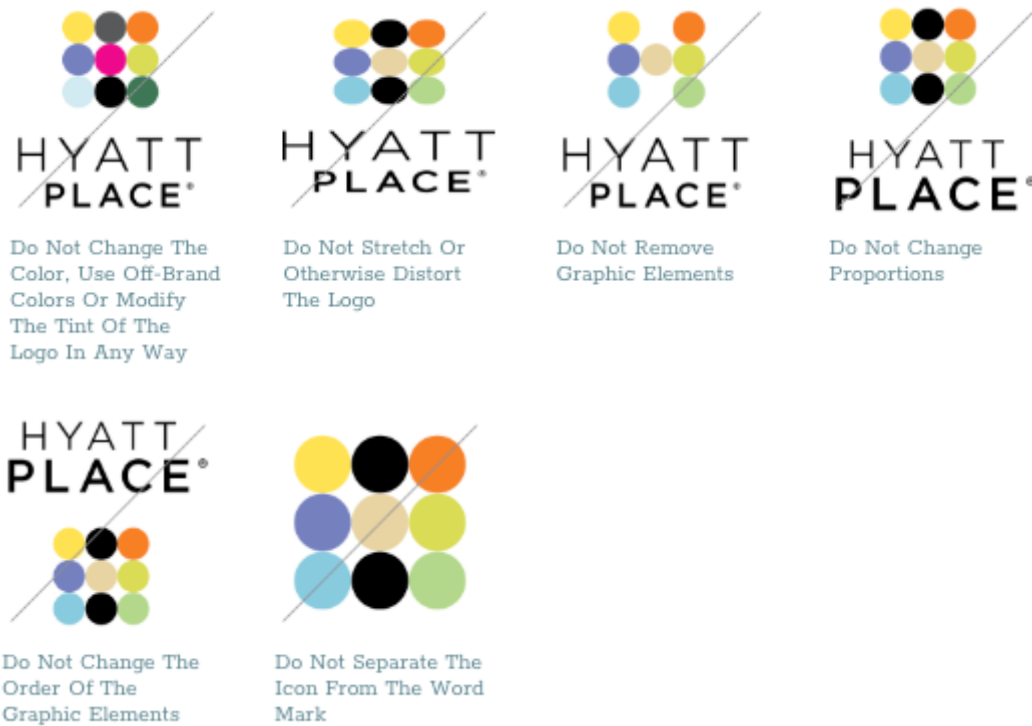 HYATT
PLACE®
Do Not Change The
Color, Use Off-Brand
Colors Or Modify
The Tint Of The
Logo In Any Way
HYATT
PLACE®
Do Not Stretch Or
Otherwise Distort
The Logo
HYATT
PLACE®
Do Not Remove
Graphic Elements
HYATT
PLACE®
Do Not Change
Proportions
HYATT
PLACE®
Do Not Change The
Order Of The
Graphic Elements
Do Not Separate The
Icon From The Word
Mark